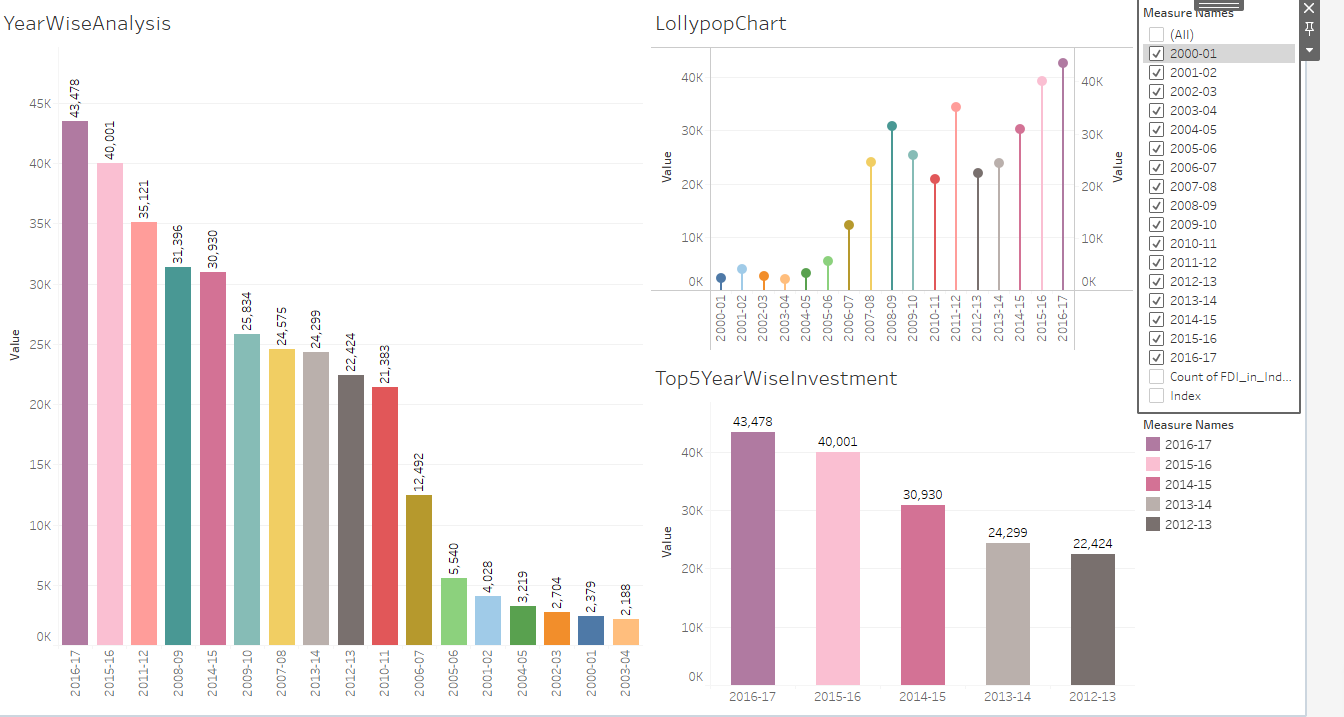 YearWiseAnalysis
Value
45K
40K
35K
30K
25K
20K
15K
10K
5K
0K
43,478
40,001
35,121
31,396
30,930
25,834
24,575
24,299
22,424
21,383
12,492
5,540
4,028
3,219
2,704
2,379
2,188
2016-17
2015-16
2011-12
2008-09
2014-15
2009-10
2007-08
2013-14
2012-13
2010-11
2006-07
2005-06
2001-02
2004-05
2002-03
2000-01
2003-04
LollypopChart
Value
40K
30K
20K
10K
0K
40K
30K
20K
10K
0K
Value
2000-01
2001-02
2002-03
2003-04
2004-05
2005-06
2006-07
2007-08
2008-09
2009-10
2010-11
2011-12
2012-13
2013-14
2014-15
2015-16
2016-17
Top5YearWiseInvestment
Value
40K
30K
20K
10K
0K
43,478
40,001
30,930
24,299
22,424
2016-17
2015-16
2014-15
2013-14
2012-13
Measure Names
(All)
2000-01
2001-02
2002-03
2003-04
2004-05
2005-06
2006-07
2007-08
2008-09
2009-10
2010-11
2011-12
2012-13
2013-14
2014-15
2015-16
2016-17
Count of FDI_in_Ind...
Index
Measure Names
2016-17
2015-16
2014-15
2013-14
2012-13